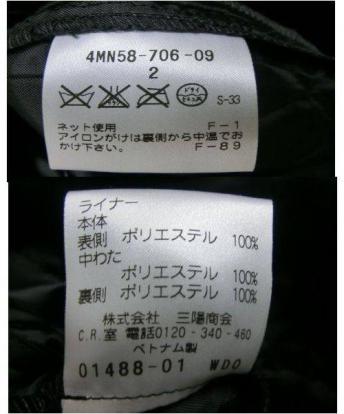 4MN58-706-09
2
ドライ
S-33
ネット使用 F-1
アイロンがけは裏側から中温でお
かけ下さい。 F-89
ライナー
本体
表側 ポリエステル 100%
中わた
ポリエステル 100%
裏側 ポリエステル 100%
株式会社 三陽商会
C.R.室 電話0120-340-460
ベトナム製
01488-01 WDO